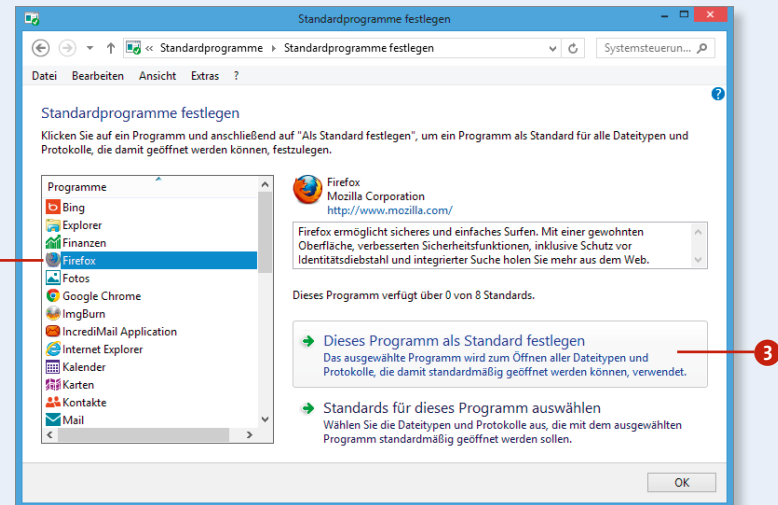 Standardprogramme festlegen
« Standardprogramme ▸ Standardprogramme festlegen
Systemsteuerun...
Datei Bearbeiten Ansicht Extras ?
?
Standardprogramme festlegen
Klicken Sie auf ein Programm und anschließend auf "Als Standard festlegen", um ein Programm als Standard für alle Dateitypen und
Protokolle, die damit geöffnet werden können, festzulegen.
Programme
Bing
Explorer
Finanzen
Firefox
Fotos
Google Chrome
ImgBurn
IncrediMail Application
Internet Explorer
Kalender
Karten
Kontakte
Mail
Firefox
Mozilla Corporation
http://www.mozilla.com/
Firefox ermöglicht sicheres und einfaches Surfen. Mit einer gewohnten
Oberfläche, verbesserten Sicherheitsfunktionen, inklusive Schutz vor
Identitätsdiebstahl und integrierter Suche holen Sie mehr aus dem Web.
Dieses Programm verfügt über 0 von 8 Standards.
Dieses Programm als Standard festlegen
Das ausgewählte Programm wird zum Öffnen aller Dateitypen und
Protokolle, die damit standardmäßig geöffnet werden können, verwendet.
3
Standards für dieses Programm auswählen
Wählen Sie die Dateitypen und Protokolle aus, die mit dem ausgewählten
Programm standardmäßig geöffnet werden sollen.
OK